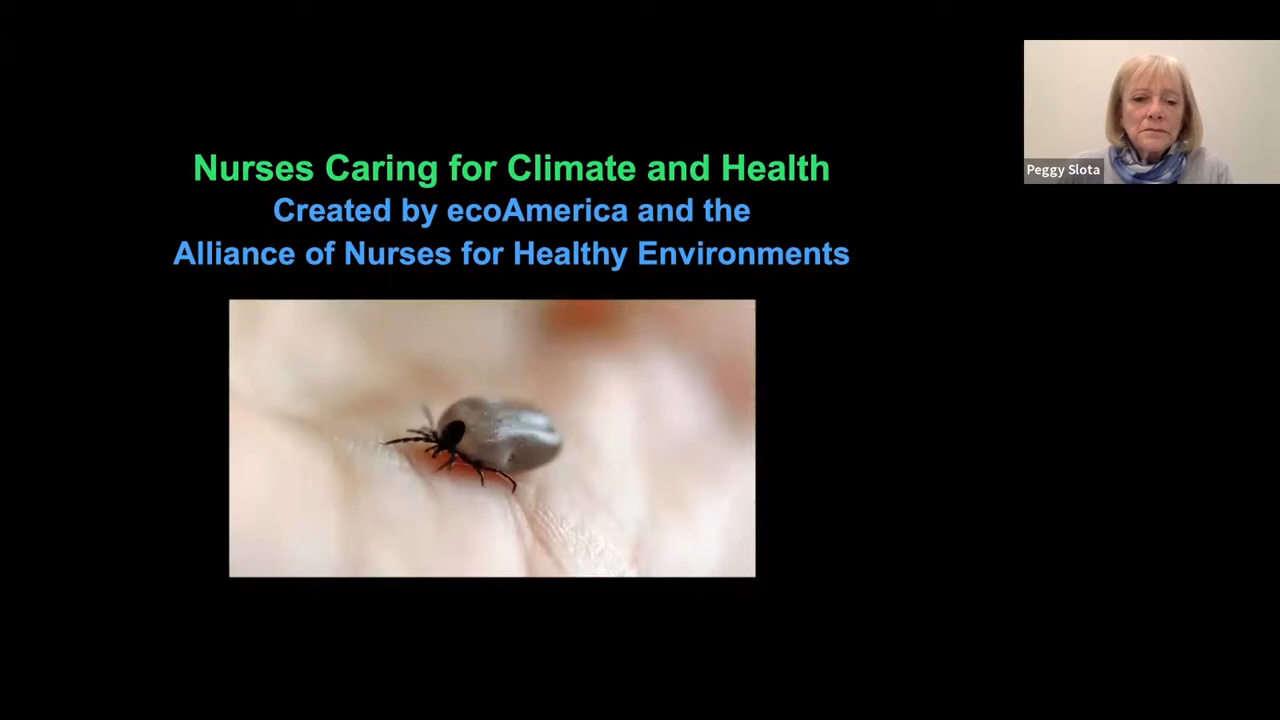 Nurses Caring for Climate and Health
Created by ecoAmerica and the
Alliance of Nurses for Healthy Environments
Peggy Slota